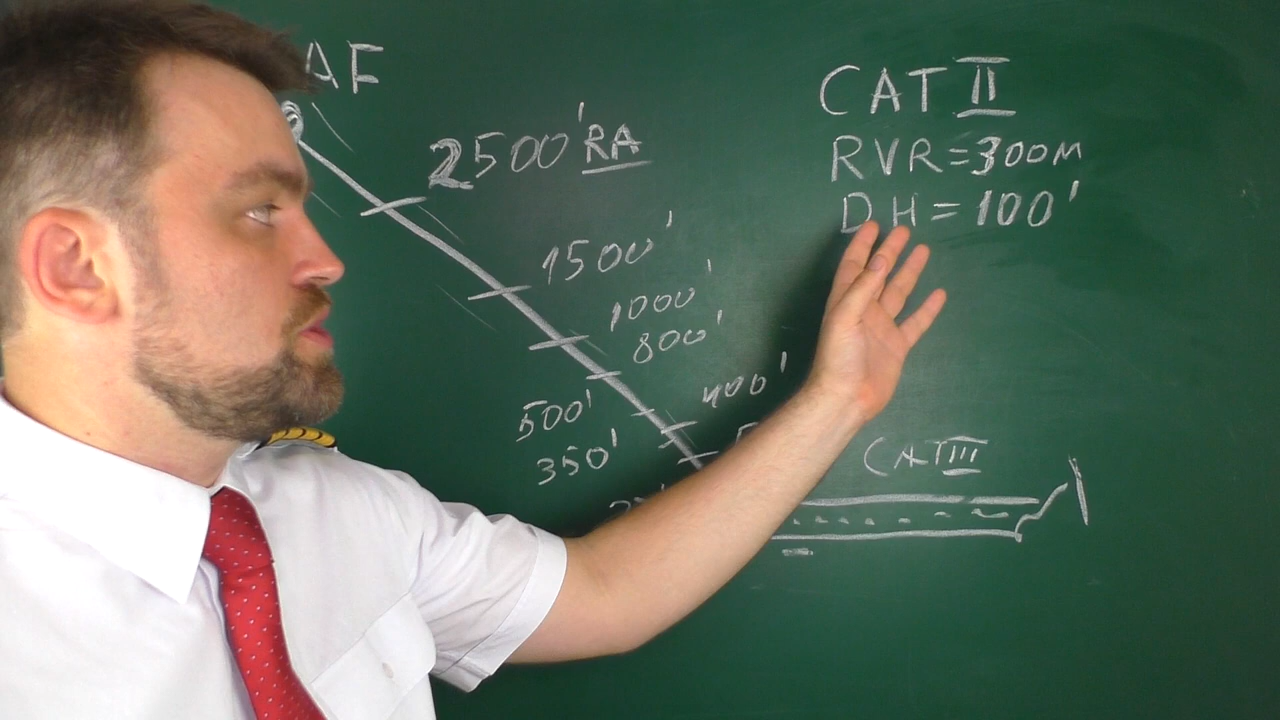 AF
CAT II
RVR=300M
DH=100'
2500' RA
1500'
1000'
800'
400'
500'
350'
CAT III